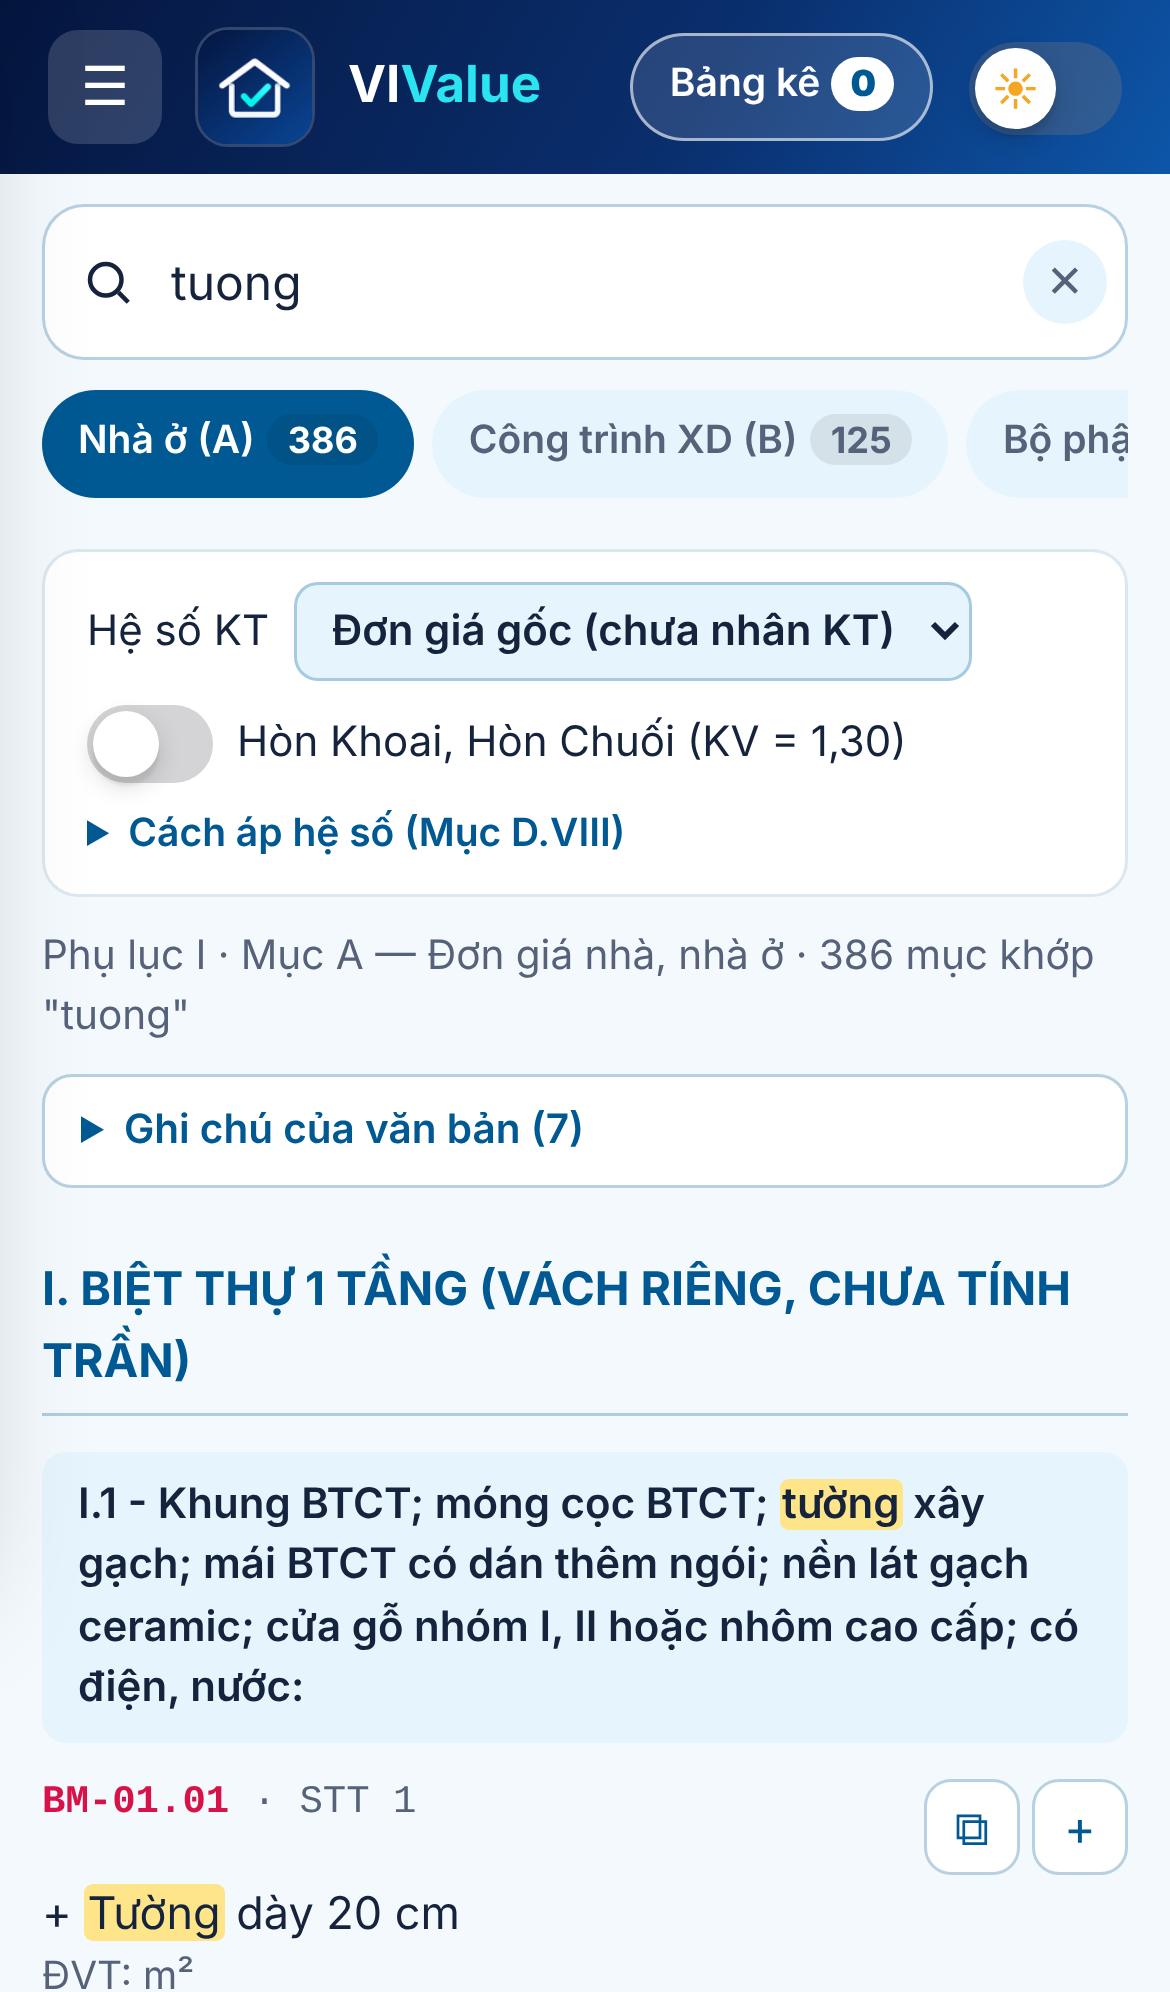 ☰ VIValue Bảng kê 0
tuong ✕
Nhà ở (A) 386 Công trình XD (B) 125 Bộ phậ
Hệ số KT Đơn giá gốc (chưa nhân KT)
Hòn Khoai, Hòn Chuối (KV = 1,30)
▶ Cách áp hệ số (Mục D.VIII)
Phụ lục I · Mục A — Đơn giá nhà, nhà ở · 386 mục khớp
"tuong"
▶ Ghi chú của văn bản (7)
I. BIỆT THỰ 1 TẦNG (VÁCH RIÊNG, CHƯA TÍNH
TRẦN)
I.1 - Khung BTCT; móng cọc BTCT; tường xây
gạch; mái BTCT có dán thêm ngói; nền lát gạch
ceramic; cửa gỗ nhóm I, II hoặc nhôm cao cấp; có
điện, nước:
BM-01.01 · STT 1
+
+ Tường dày 20 cm
ĐVT: m²